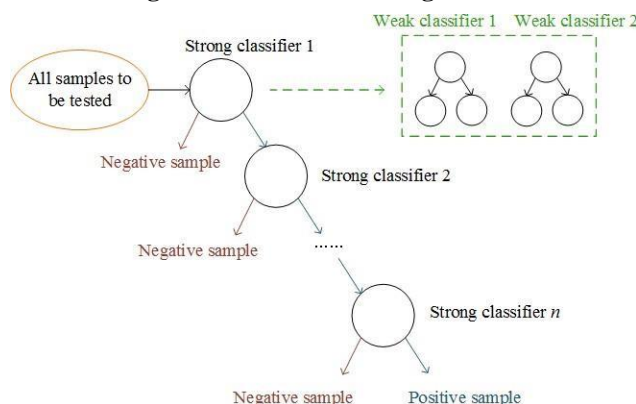 Weak classifier 1 Weak classifier 2
Strong classifier 1
All samples to
be tested
Negative sample
Strong classifier 2
Negative sample
......
Strong classifier n
Negative sample Positive sample